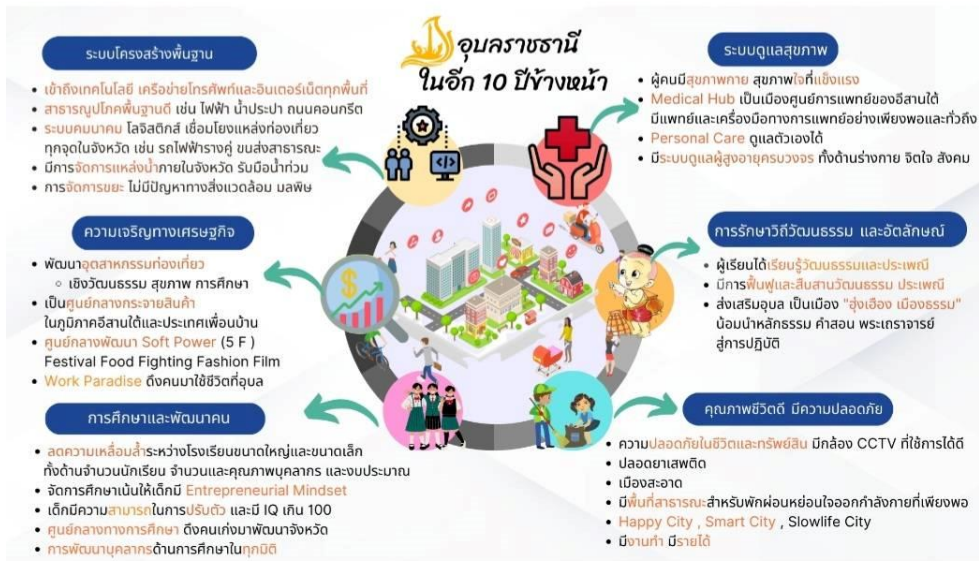 อุบลราชธานี
ในอีก 10 ปีข้างหน้า
ระบบโครงสร้างพื้นฐาน
• เข้าถึงเทคโนโลยี เครือข่ายโทรศัพท์และอินเตอร์เน็ตทุกพื้นที่
• สาธารณูปโภคพื้นฐานดี เช่น ไฟฟ้า น้ำประปา ถนนคอนกรีต
• ระบบคมนาคม โลจิสติกส์ เชื่อมโยงแหล่งท่องเที่ยว
ทุกจุดในจังหวัด เช่น รถไฟฟ้ารางคู่ ขนส่งสาธารณะ
• มีการจัดการแหล่งน้ำภายในจังหวัด รับมือน้ำท่วม
• การจัดการขยะ ไม่มีปัญหาทางสิ่งแวดล้อม มลพิษ
ความเจริญทางเศรษฐกิจ
• พัฒนาอุตสาหกรรมท่องเที่ยว
○ เชิงวัฒนธรรม สุขภาพ การศึกษา
• เป็นศูนย์กลางกระจายสินค้า
ในภูมิภาคอีสานใต้และประเทศเพื่อนบ้าน
• ศูนย์กลางพัฒนา Soft Power (5 F )
Festival Food Fighting Fashion Film
• Work Paradise ดึงคนมาใช้ชีวิตที่อุบล
การศึกษาและพัฒนาคน
• ลดความเหลื่อมล้ำระหว่างโรงเรียนขนาดใหญ่และขนาดเล็ก
ทั้งด้านจำนวนนักเรียน จำนวนและคุณภาพบุคลากร และงบประมาณ
• จัดการศึกษาเน้นให้เด็กมี Entrepreneurial Mindset
• เด็กมีความสามารถในการปรับตัว และมี IQ เกิน 100
• ศูนย์กลางทางการศึกษา ดึงคนเก่งมาพัฒนาจังหวัด
• การพัฒนาบุคลากรด้านการศึกษาในทุกมิติ
ระบบดูแลสุขภาพ
• ผู้คนมีสุขภาพกาย สุขภาพใจที่แข็งแรง
• Medical Hub เป็นเมืองศูนย์การแพทย์ของอีสานใต้
มีแพทย์และเครื่องมือทางการแพทย์อย่างเพียงพอและทั่วถึง
• Personal Care ดูแลตัวเองได้
• มีระบบดูแลผู้สูงอายุครบวงจร ทั้งด้านร่างกาย จิตใจ สังคม
การรักษาวิถีวัฒนธรรม และอัตลักษณ์
• ผู้เรียนได้เรียนรู้วัฒนธรรมและประเพณี
• มีการฟื้นฟูและสืบสานวัฒนธรรม ประเพณี
• ส่งเสริมอุบล เป็นเมือง "ฮุ่งเฮือง เมืองธรรม"
น้อมนำหลักธรรม คำสอน พระเถราจารย์
สู่การปฏิบัติ
คุณภาพชีวิตดี มีความปลอดภัย
• ความปลอดภัยในชีวิตและทรัพย์สิน มีกล้อง CCTV ที่ใช้การได้ดี
• ปลอดยาเสพติด
• เมืองสะอาด
• มีพื้นที่สาธารณะสำหรับพักผ่อนหย่อนใจออกกำลังกายที่เพียงพอ
• Happy City , Smart City , Slowlife City
• มีงานทำ มีรายได้